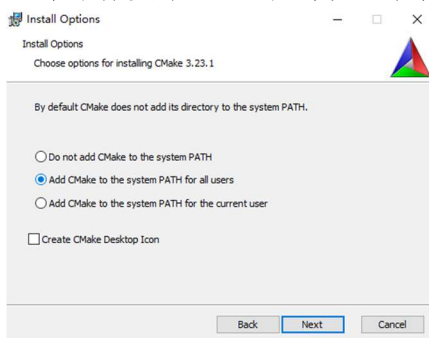 Install Options
Install Options
Choose options for installing CMake 3.23.1
By default CMake does not add its directory to the system PATH.
Do not add CMake to the system PATH
Add CMake to the system PATH for all users
Add CMake to the system PATH for the current user
Create CMake Desktop Icon
Back Next Cancel